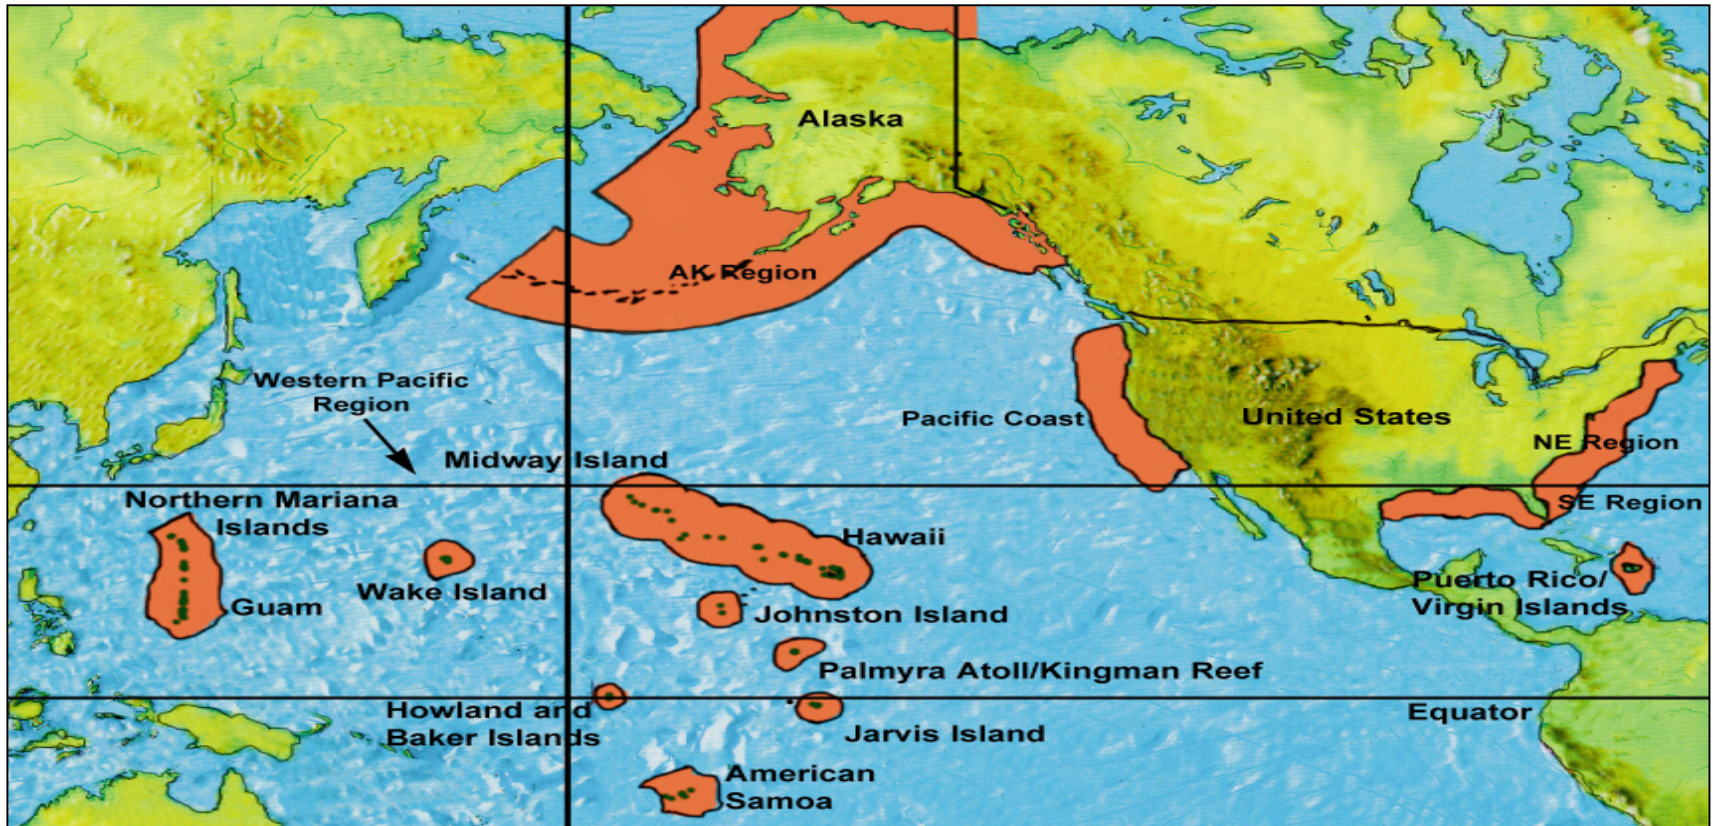 Alaska
AK Region
Western Pacific
Region
Pacific Coast
United States
NE Region
Midway Island
Northern Mariana
Islands
SE Region
Hawaii
Wake Island
Guam
Johnston Island
Puerto Rico/
Virgin Islands
Palmyra Atoll/Kingman Reef
Howland and
Baker Islands
Equator
Jarvis Island
American
Samoa